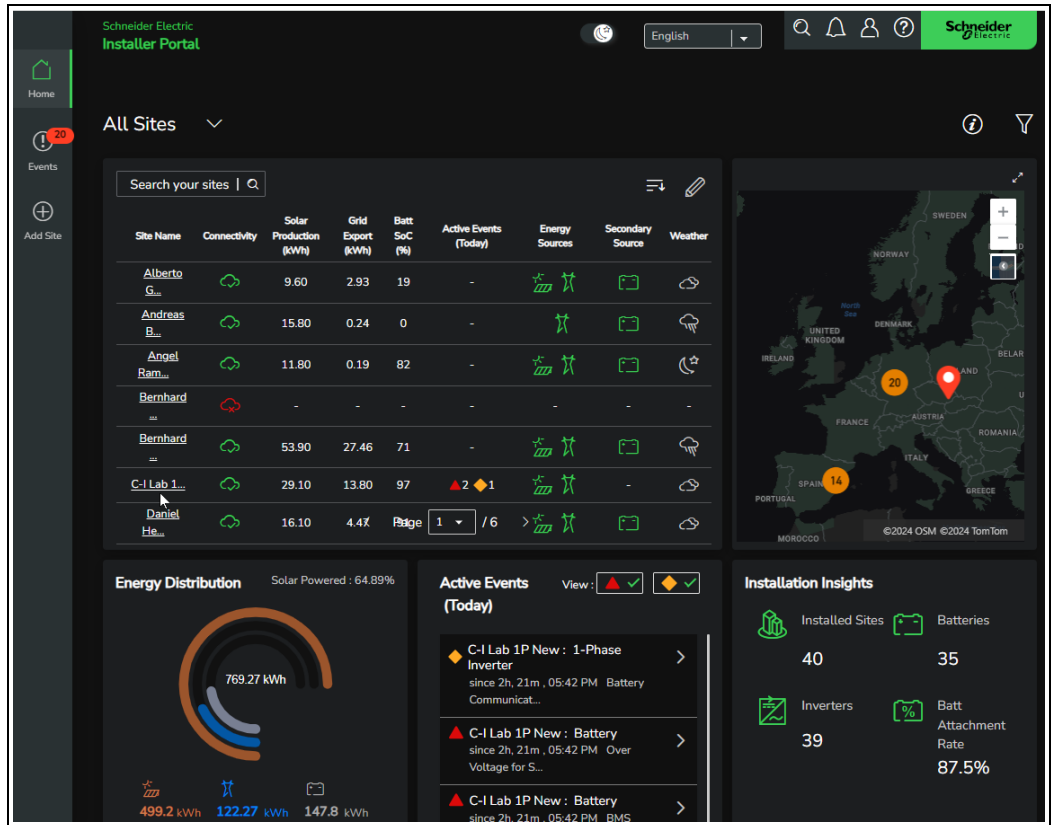 Schneider Electric
Installer Portal
English
Schneider
Electric
Home
20
Events
Add Site
All Sites
Search your sites
Site Name
Connectivity
Solar
Production
(kWh)
Grid
Export
(kWh)
Batt
SoC
(%)
Active Events
(Today)
Energy
Sources
Secondary
Source
Weather
Alberto
G...
9.60 2.93 19 -
Andreas
B...
15.80 0.24 0 -
Angel
Ram...
11.80 0.19 82 -
Bernhard
...
- - - - - - -
Bernhard
...
53.90 27.46 71 -
C-I Lab 1... 29.10 13.80 97 2 1 -
Daniel
He...
16.10 4.47
Page 1 / 6
SWEDEN
NORWAY
North
Sea
UNITED
KINGDOM
DENMARK
IRELAND
BELAR
20
AND
U
FRANCE
AUSTRIA
ROMANIA
ITALY
SPAIN
14
PORTUGAL
GREECE
©2024 OSM ©2024 TomTom
MOROCCO
Energy Distribution
Solar Powered : 64.89%
769.27 kWh
499.2 kWh 122.27 kWh 147.8 kWh
Active Events
(Today)
View :
C-I Lab 1P New : 1-Phase
Inverter
since 2h, 21m , 05:42 PM Battery
Communicat...
C-I Lab 1P New : Battery
since 2h, 21m , 05:42 PM Over
Voltage for S...
C-I Lab 1P New : Battery
since 2h, 21m , 05:42 PM BMS
Installation Insights
Installed Sites
40
Batteries
35
Inverters
39
Batt
Attachment
Rate
87.5%